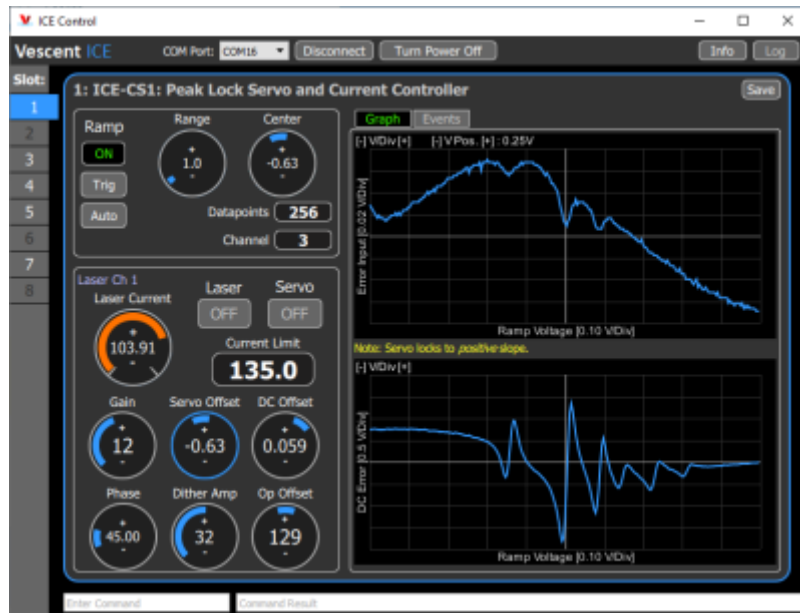 ICE Control
Vescent ICE COM Port: COM16 Disconnect Turn Power Off Info Log
Slot:
1
2
3
4
5
6
7
8
1: ICE-CS1: Peak Lock Servo and Current Controller Save
Ramp
ON
Trig
Auto
Range
+
1.0
-
Center
+
-0.63
-
Datapoints 256
Channel 3
Laser Ch 1
Laser Current
+
103.91
-
Laser
OFF
Servo
OFF
Current Limit
135.0
Gain
+
12
-
Servo Offset
+
-0.63
-
DC Offset
+
0.059
-
Phase
+
45.00
-
Dither Amp
+
32
-
Op Offset
+
129
-
Graph Events
[-] V/Div [+] [-] V Pos. [+] : 0.25V
Error Input [0.02 V/Div]
Ramp Voltage [0.10 V/Div]
Note: Servo locks to positive slope.
[-] V/Div [+]
DC Error [0.5 V/Div]
Ramp Voltage [0.10 V/Div]
Enter Command Command Result